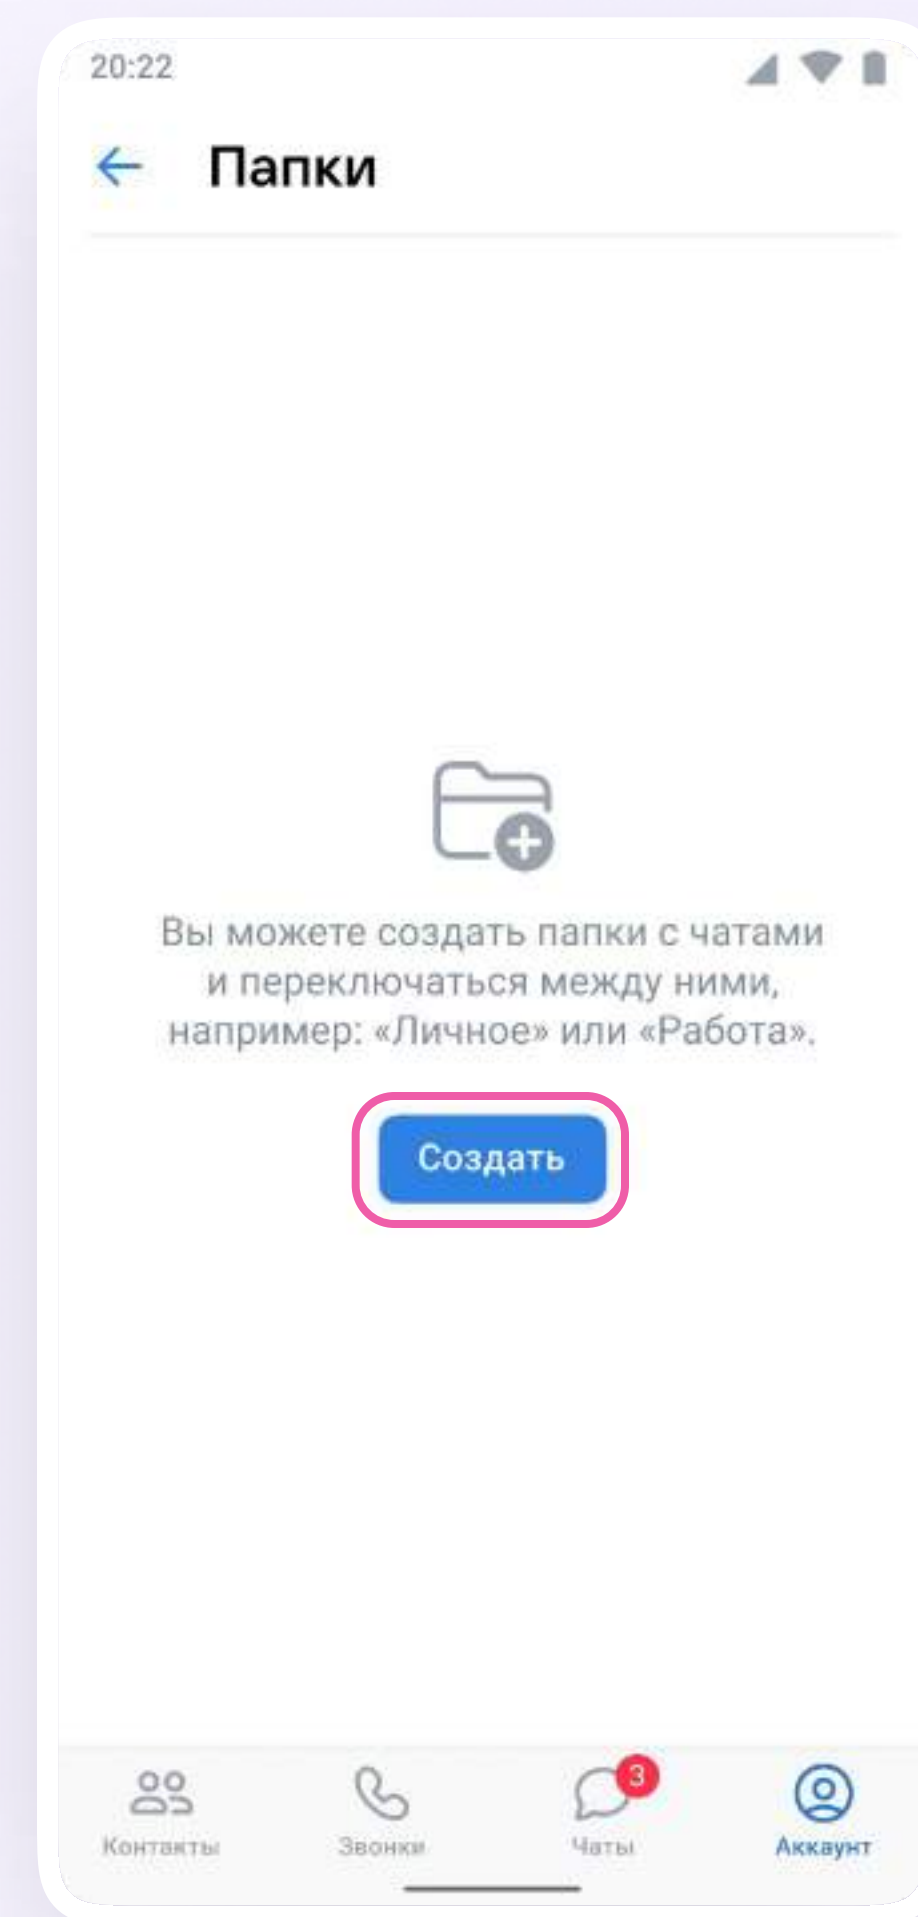 20:22
Папки
Вы можете создать папки с чатами
и переключаться между ними,
например: «Личное» или «Работа».
Создать
3
Контакты
Звонки
Чаты
Аккаунт